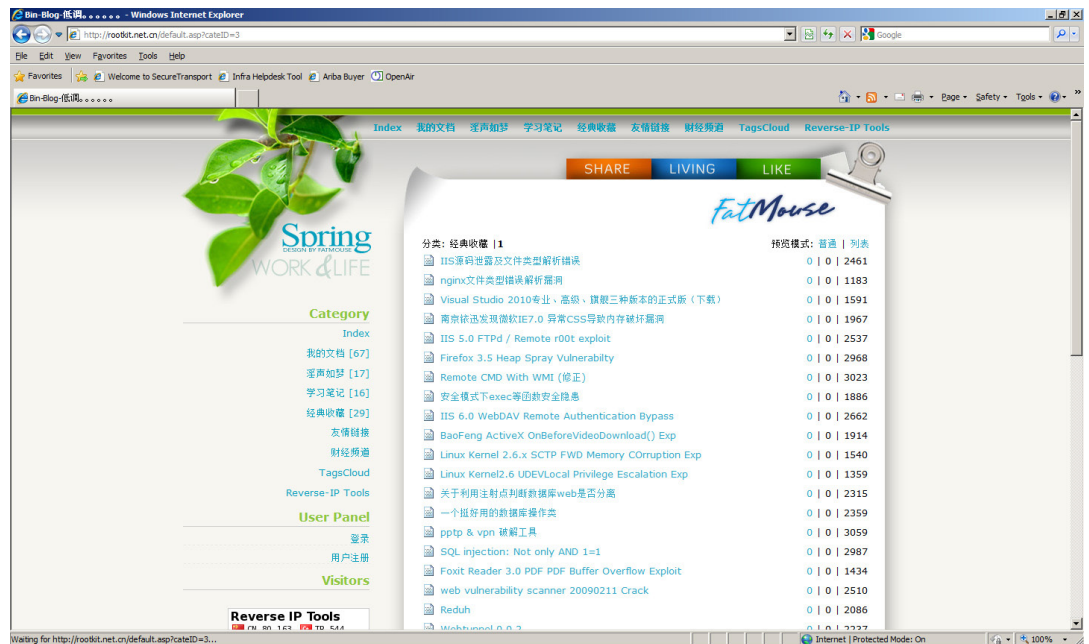 Bin-Blog-低调。。。。。。 - Windows Internet Explorer
http://rootkit.net.cn/default.asp?cateID=3
Google
File Edit View Favorites Tools Help
Favorites Welcome to SecureTransport Infra Helpdesk Tool Ariba Buyer OpenAir
Bin-Blog-低调。。。。。。
Page Safety Tools
Index 我的文档 淫声如梦 学习笔记 经典收藏 友情链接 财经频道 TagsCloud Reverse-IP Tools
SHARE LIVING LIKE
FatMouse
Spring
DESIGN BY FATMOUSE
WORK & LIFE
Category
Index
我的文档 [67]
淫声如梦 [17]
学习笔记 [16]
经典收藏 [29]
友情链接
财经频道
TagsCloud
Reverse-IP Tools
User Panel
登录
用户注册
Visitors
Reverse IP Tools
CN 80,163 TR 544
分类: 经典收藏 |1 预览模式: 普通 | 列表
IIS源码泄露及文件类型解析错误 0 | 0 | 2461
nginx文件类型错误解析漏洞 0 | 0 | 1183
Visual Studio 2010专业、高级、旗舰三种版本的正式版（下载） 0 | 0 | 1591
南京依迅发现微软IE7.0 异常CSS导致内存破坏漏洞 0 | 0 | 1967
IIS 5.0 FTPd / Remote r00t exploit 0 | 0 | 2537
Firefox 3.5 Heap Spray Vulnerabilty 0 | 0 | 2968
Remote CMD With WMI (修正) 0 | 0 | 3023
安全模式下exec等函数安全隐患 0 | 0 | 1886
IIS 6.0 WebDAV Remote Authentication Bypass 0 | 0 | 2662
BaoFeng ActiveX OnBeforeVideoDownload() Exp 0 | 0 | 1914
Linux Kernel 2.6.x SCTP FWD Memory COrruption Exp 0 | 0 | 1540
Linux Kernel2.6 UDEVLocal Privilege Escalation Exp 0 | 0 | 1359
关于利用注射点判断数据库web是否分离 0 | 0 | 2315
一个挺好用的数据库操作类 0 | 0 | 2359
pptp & vpn 破解工具 0 | 0 | 3059
SQL injection: Not only AND 1=1 0 | 0 | 2987
Foxit Reader 3.0 PDF PDF Buffer Overflow Exploit 0 | 0 | 1434
web vulnerability scanner 20090211 Crack 0 | 0 | 2510
Reduh 0 | 0 | 2086
Webtunnel 0.0.2 0 | 0 | 2237
Waiting for http://rootkit.net.cn/default.asp?cateID=3... Internet | Protected Mode: On 100%